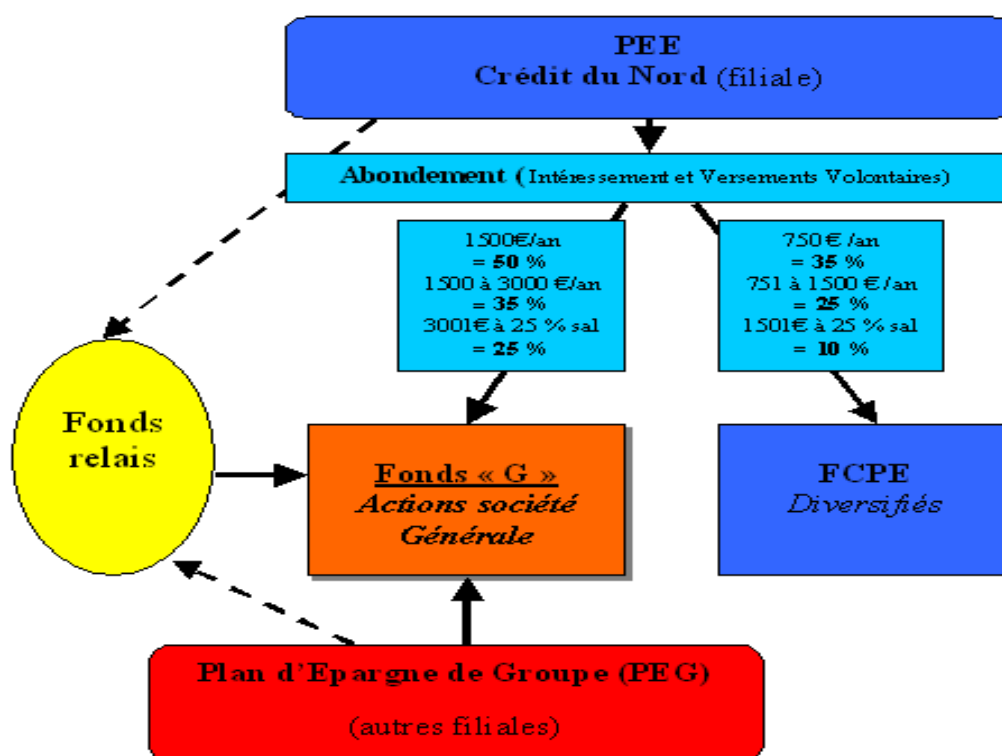 PEE
Crédit du Nord (filiale)
Abondement ( Intéressement et Versements Volontaires)
1500€/an
= 50 %
1500 à 3000 €/an
= 35 %
3001€ à 25 % sal
= 25 %
750 € /an
= 35 %
751 à 1500 €/an
= 25 %
1501€ à 25 % sal
= 10 %
Fonds
relais
Fonds « G »
Actions société
Générale
FCPE
Diversifiés
Plan d'Epargne de Groupe (PEG)
(autres filiales)